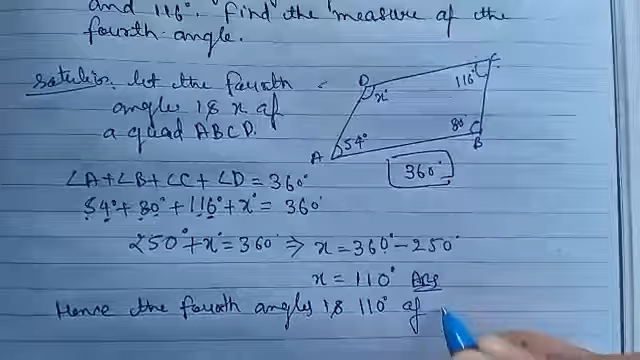 and 116°. Find the measure of the
fourth angle.
Solution. Let the fourth
angles is x of
a quad ABCD.
D
x°
C
116°
80°
B
A
54°
360°
∠A+∠B+∠C+∠D=360°
54°+80°+116°+x°=360°
250°+x°=360° ⇒ x=360°-250°
x=110° Ans
Hence the fourth angles is 110° of